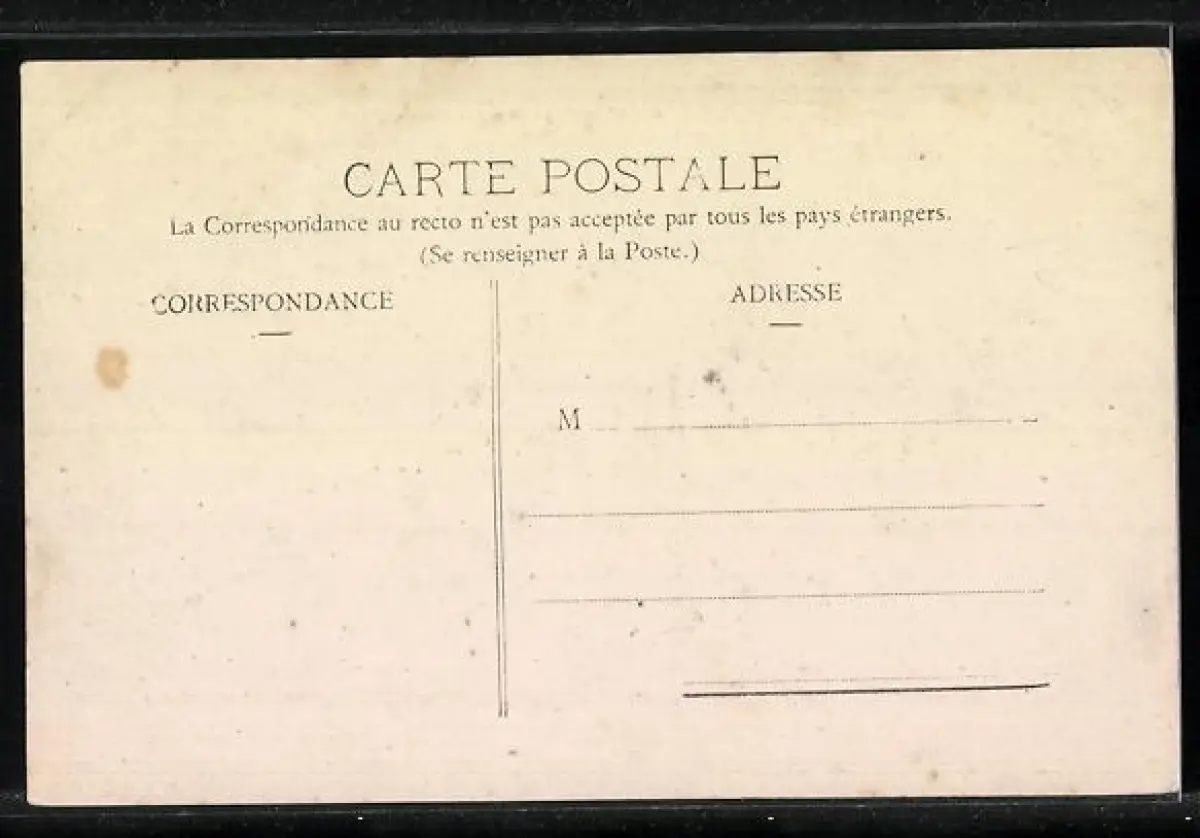 CARTE POSTALE
La Correspondance au recto n'est pas acceptée par tous les pays étrangers.
(Se renseigner à la Poste.)
CORRESPONDANCE
ADRESSE
M